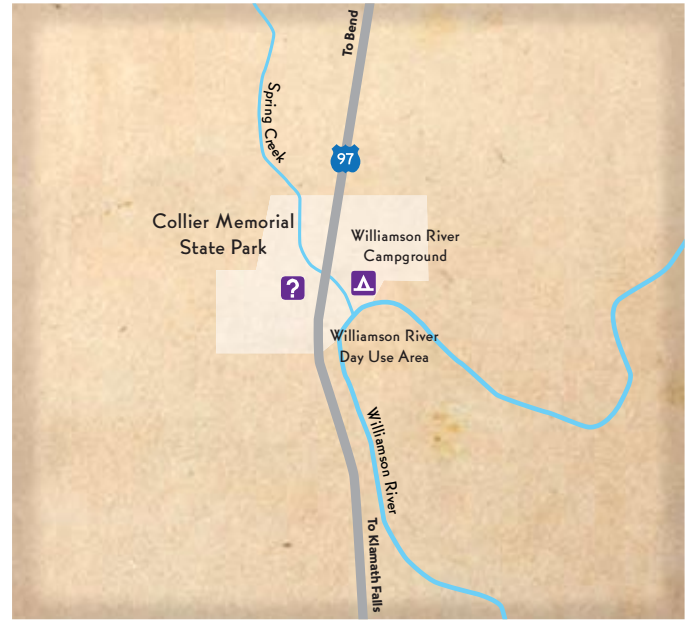 To Bend
Spring Creek
97
Collier Memorial
State Park
Williamson River
Campground
?
Williamson River
Day Use Area
Williamson River
To Klamath Falls